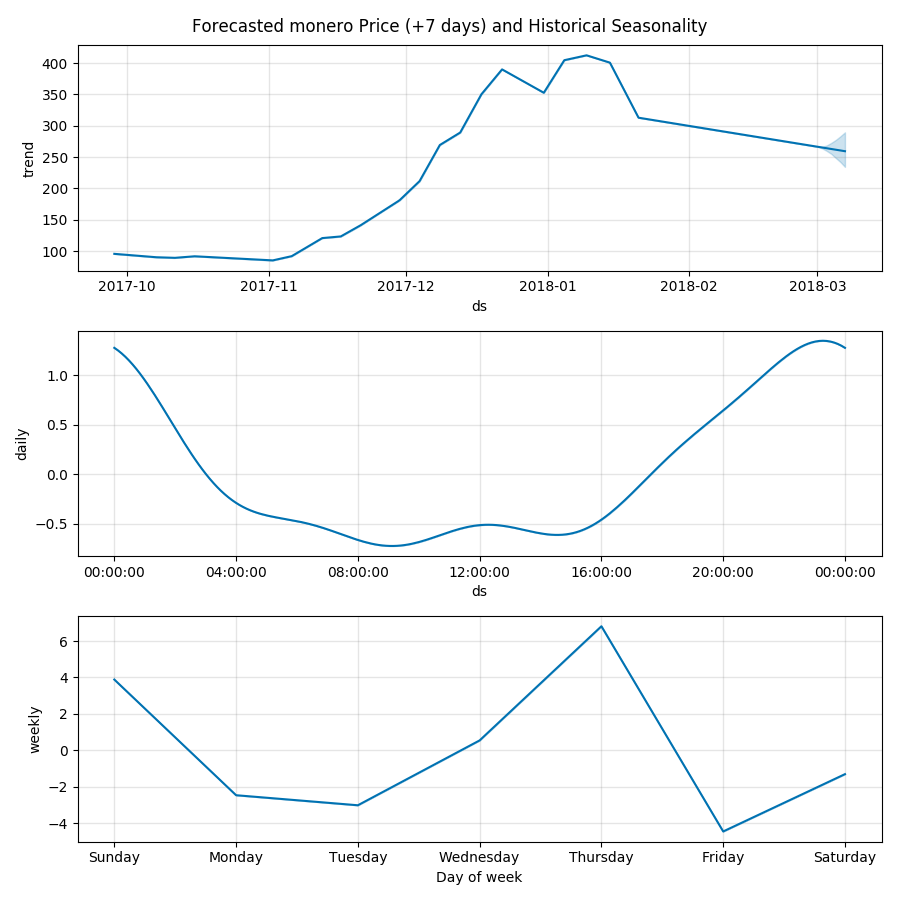 Forecasted monero Price (+7 days) and Historical Seasonality
400
350
300
250
200
150
100
trend
2017-10 2017-11 2017-12 2018-01 2018-02 2018-03
ds
1.0
0.5
0.0
−0.5
daily
00:00:00 04:00:00 08:00:00 12:00:00 16:00:00 20:00:00 00:00:00
ds
6
4
2
0
−2
−4
weekly
Sunday Monday Tuesday Wednesday Thursday Friday Saturday
Day of week